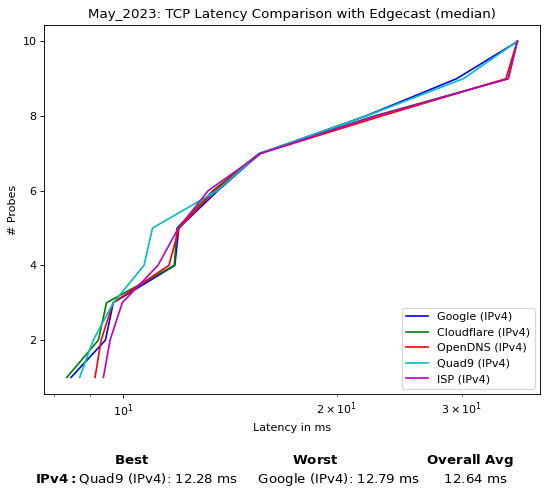 May_2023: TCP Latency Comparison with Edgecast (median)
10
8
6
4
2
# Probes
10¹
2 × 10¹
3 × 10¹
Latency in ms
Google (IPv4)
Cloudflare (IPv4)
OpenDNS (IPv4)
Quad9 (IPv4)
ISP (IPv4)
Best Worst Overall Avg
IPv4: Quad9 (IPv4): 12.28 ms Google (IPv4): 12.79 ms 12.64 ms